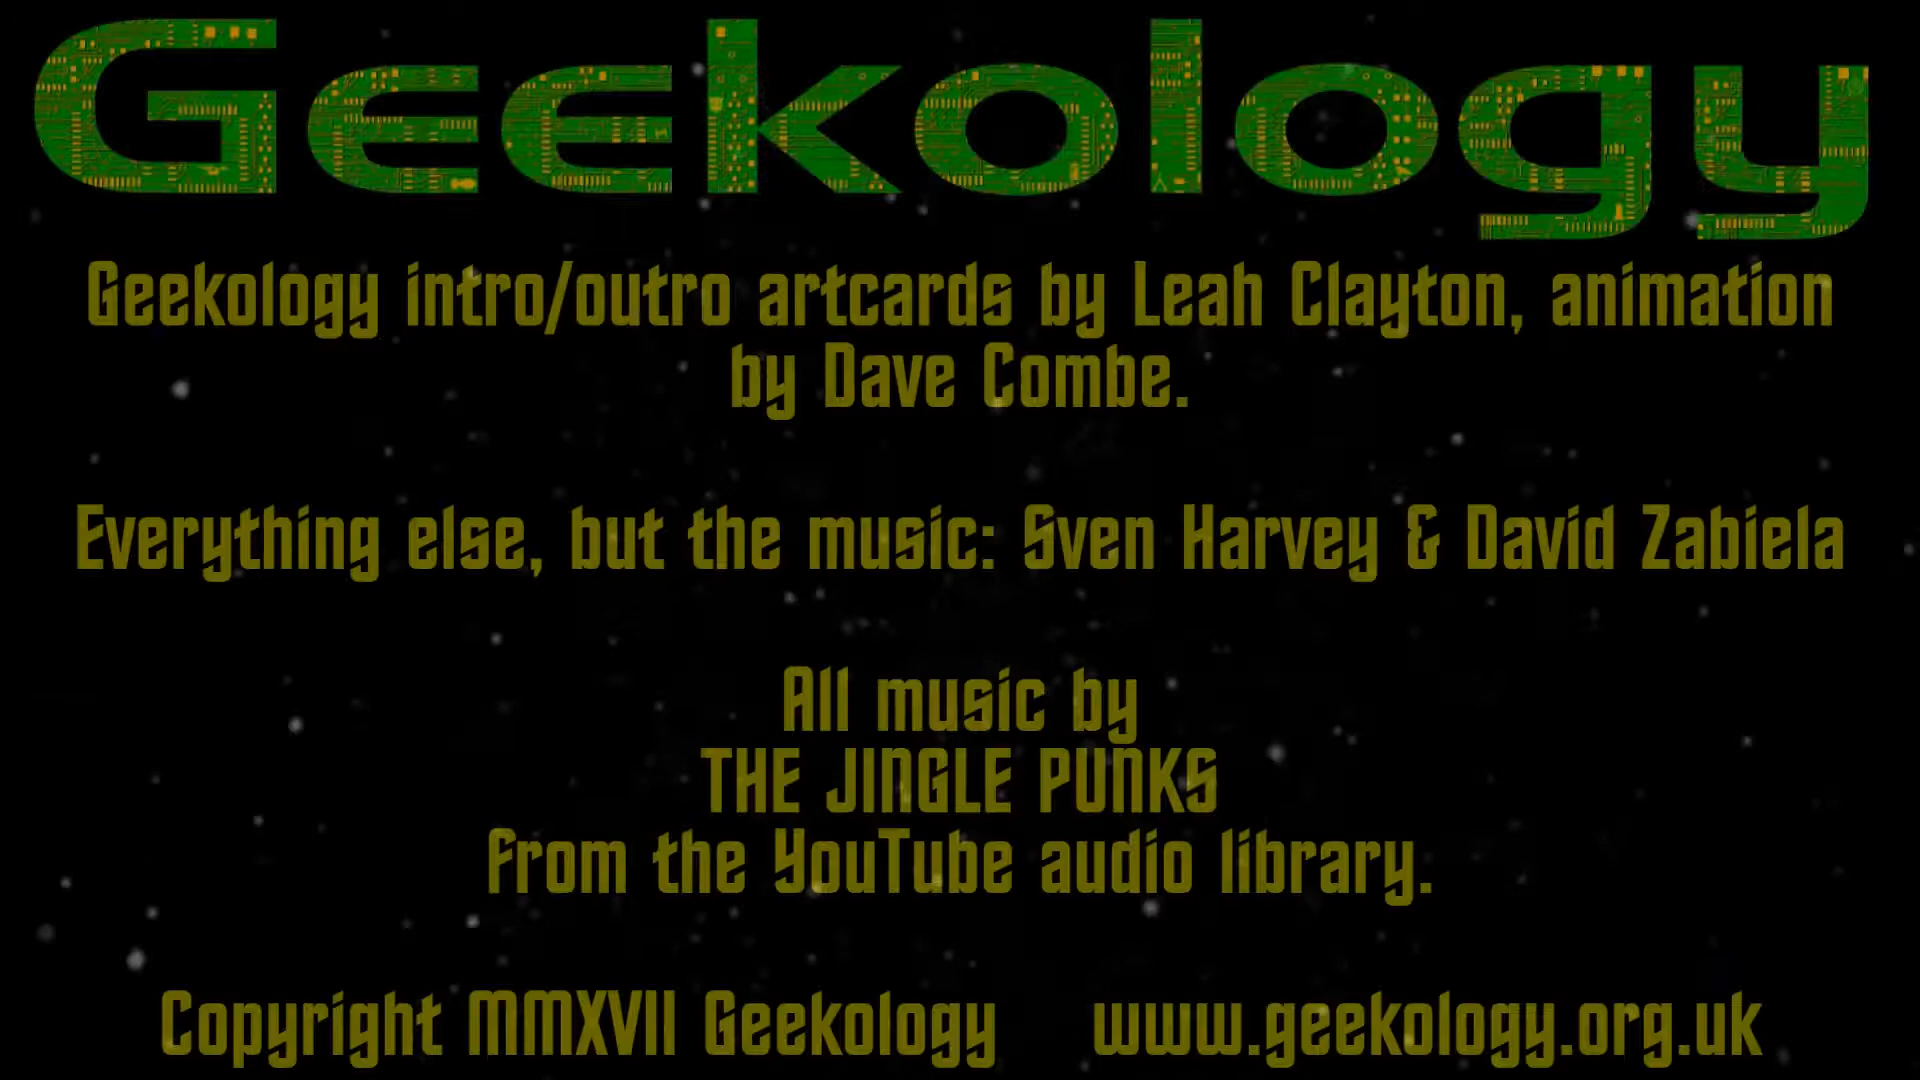 Geekology
Geekology intro/outro artcards by Leah Clayton, animation
by Dave Combe.
Everything else, but the music: Sven Harvey & David Zabiela
All music by
THE JINGLE PUNKS
from the YouTube audio library.
Copyright MMXVII Geekology www.geekology.org.uk